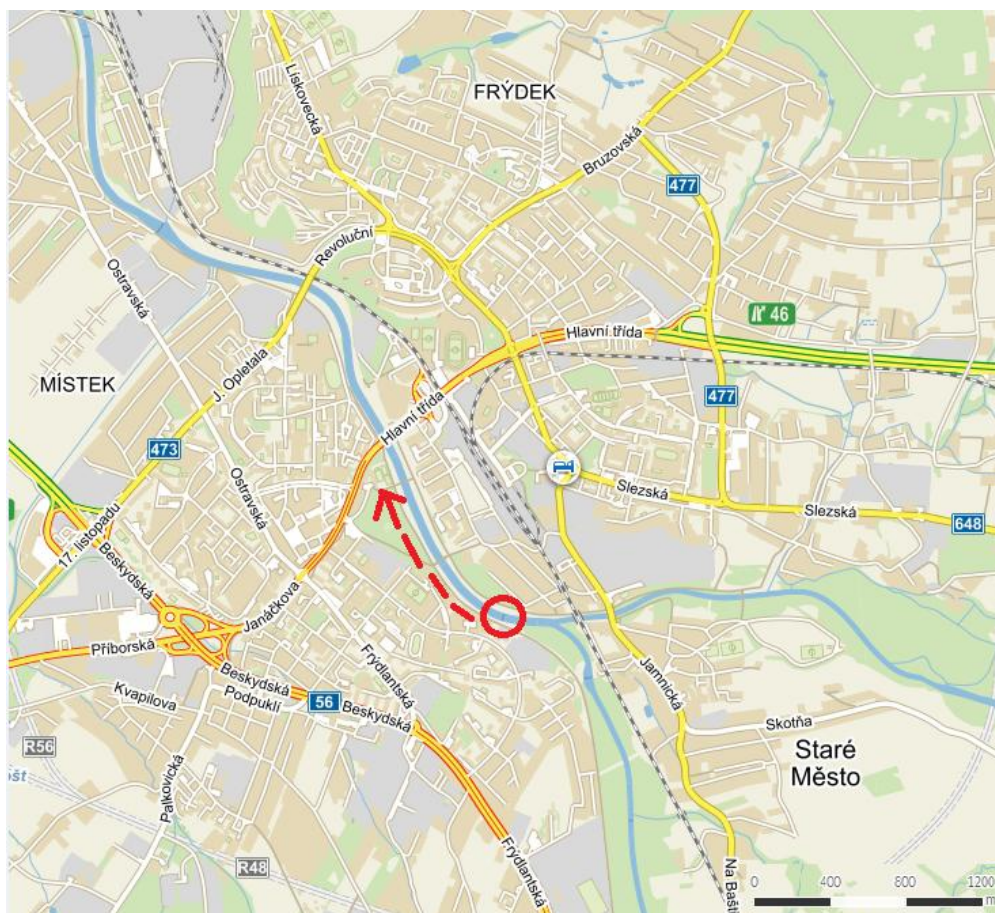 FRÝDEK
Lískovecká
Bruzovská
477
Revoluční
Ostravská
46
Hlavní třída
MÍSTEK
J. Opletala
477
Hlavní třída
473
Ostravská
Slezská
Slezská
648
17. listopadu
Beskydská
Janáčkova
Příborská
Frýdlantská
Jamnická
Beskydská
Podpuklí
Kvapilova
56
Beskydská
Skotňa
R56
Staré
Město
Palkovická
R48
Frýdlantská
Na Baště
0 400 800 1200
m